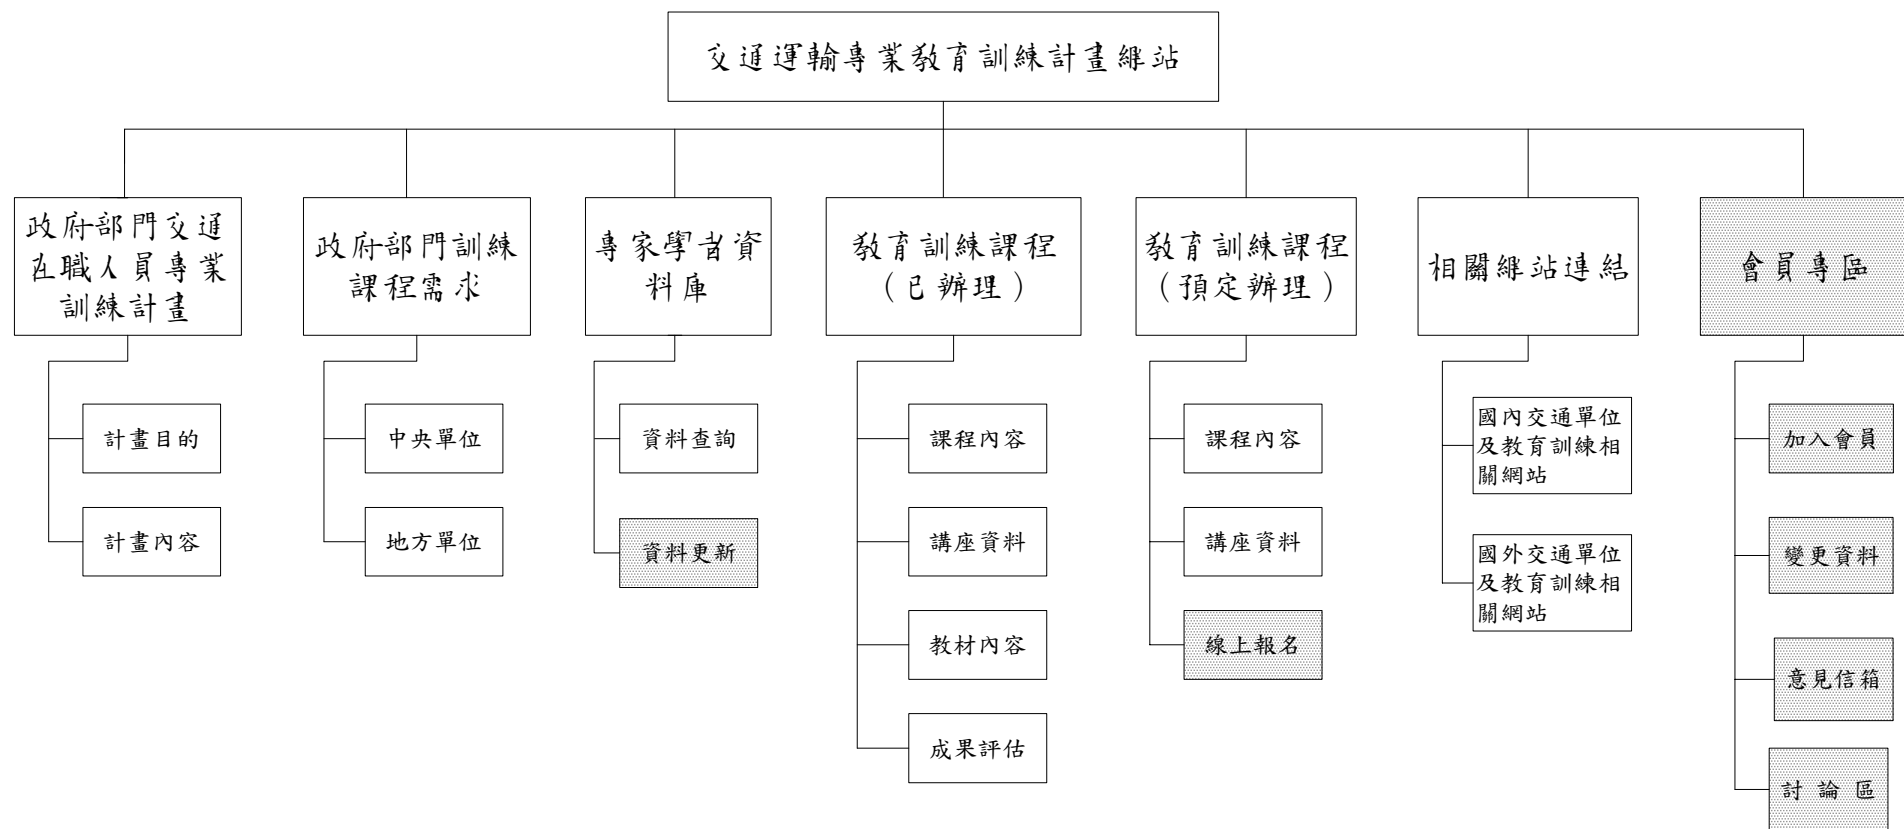 交通運輸專業教育訓練計畫網站
政府部門交通
在職人員專業
訓練計畫
計畫目的
計畫內容
政府部門訓練
課程需求
中央單位
地方單位
專家學者資
料庫
資料查詢
資料更新
教育訓練課程
（已辦理）
課程內容
講座資料
教材內容
成果評估
教育訓練課程
（預定辦理）
課程內容
講座資料
線上報名
相關網站連結
國內交通單位
及教育訓練相
關網站
國外交通單位
及教育訓練相
關網站
會員專區
加入會員
變更資料
意見信箱
討論區